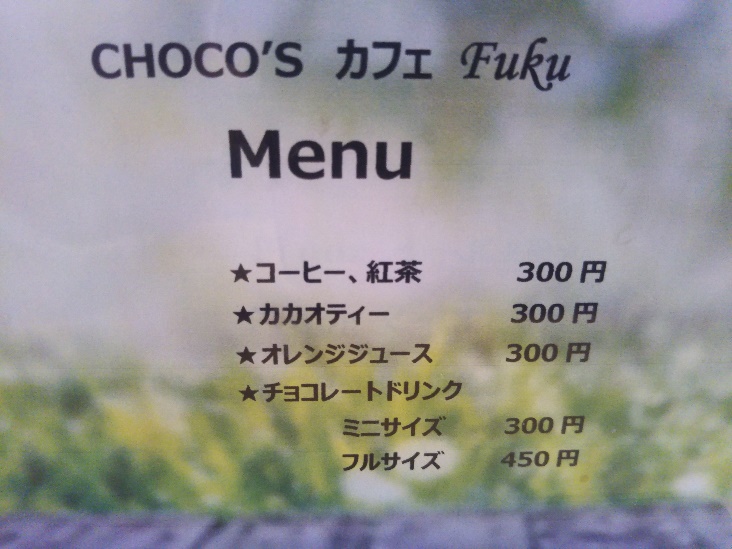 CHOCO'S カフェ Fuku
Menu
★コーヒー、紅茶 300円
★カカオティー 300円
★オレンジジュース 300円
★チョコレートドリンク
ミニサイズ 300円
フルサイズ 450円